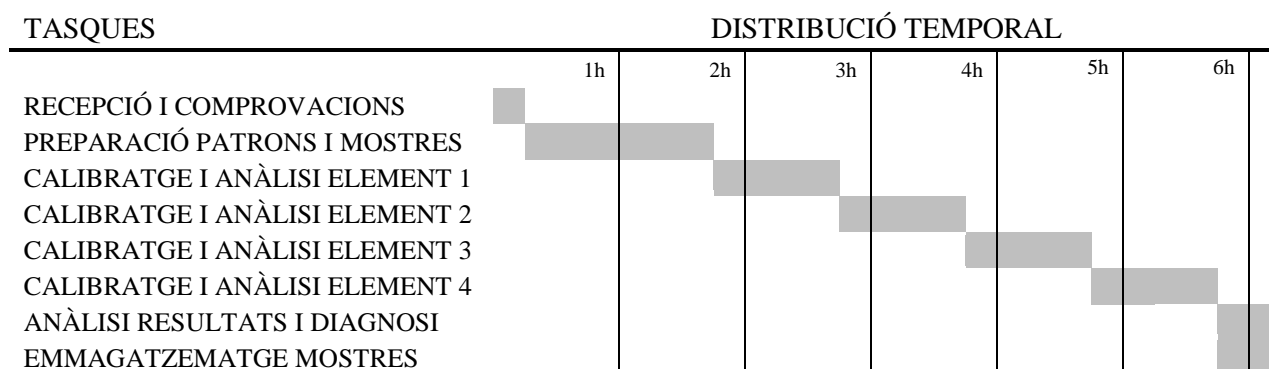 TASQUES DISTRIBUCIÓ TEMPORAL
1h 2h 3h 4h 5h 6h
RECEPCIÓ I COMPROVACIONS
PREPARACIÓ PATRONS I MOSTRES
CALIBRATGE I ANÀLISI ELEMENT 1
CALIBRATGE I ANÀLISI ELEMENT 2
CALIBRATGE I ANÀLISI ELEMENT 3
CALIBRATGE I ANÀLISI ELEMENT 4
ANÀLISI RESULTATS I DIAGNOSI
EMMAGATZEMATGE MOSTRES